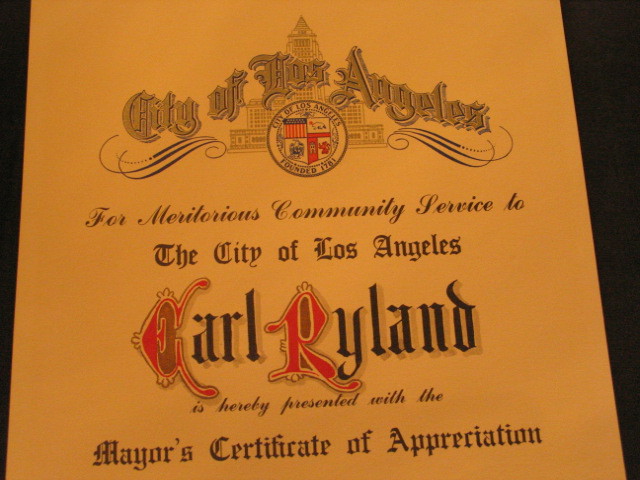 City of Los Angeles
CITY OF LOS ANGELES
FOUNDED 1781
For Meritorious Community Service to
The City of Los Angeles
Earl Ryland
is hereby presented with the
Mayor's Certificate of Appreciation